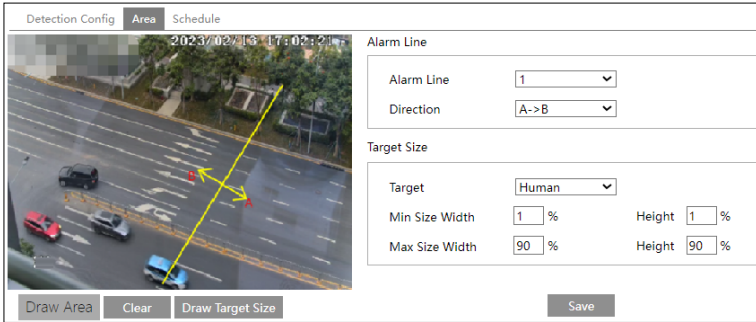 Detection Config Area Schedule
2023/02/13 17:02:21
Alarm Line
Alarm Line 1
Direction A->B
Target Size
Target Human
Min Size Width 1 % Height 1 %
Max Size Width 90 % Height 90 %
B
A
Draw Area Clear Draw Target Size Save